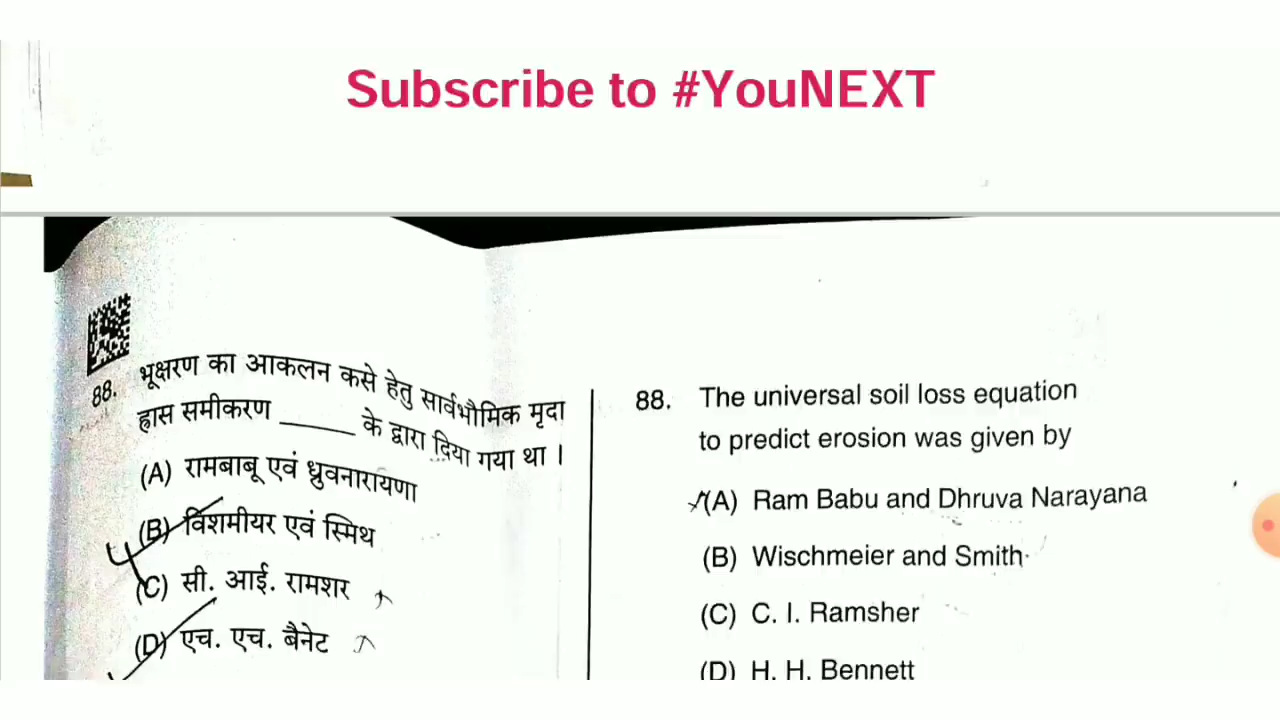 Subscribe to #YouNEXT
88. भूक्षरण का आकलन कसे हेतु सार्वभौमिक मृदा
ह्रास समीकरण ______ के द्वारा दिया गया था ।
(A) रामबाबू एवं ध्रुवनारायणा
(B) विशमीयर एवं स्मिथ
(C) सी. आई. रामशर
(D) एच. एच. बैनेट
88. The universal soil loss equation
to predict erosion was given by
(A) Ram Babu and Dhruva Narayana
(B) Wischmeier and Smith
(C) C. I. Ramsher
(D) H. H. Bennett